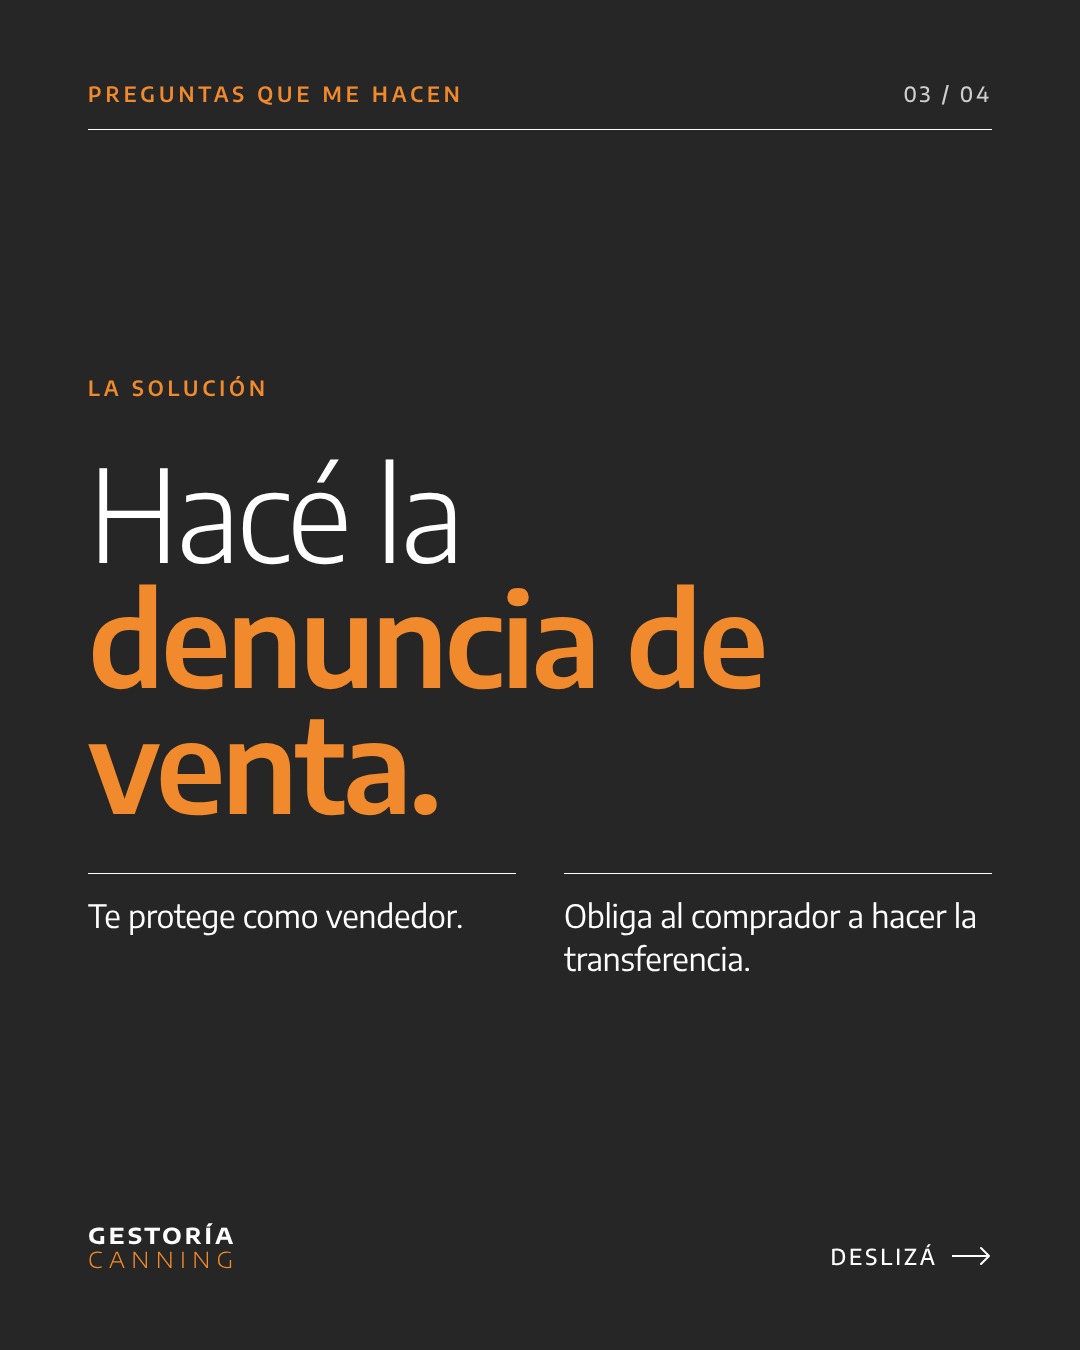 PREGUNTAS QUE ME HACEN
03 / 04
LA SOLUCIÓN
Hacé la
denuncia de
venta.
Te protege como vendedor.
Obliga al comprador a hacer la
transferencia.
GESTORÍA
CANNING
DESLIZÁ